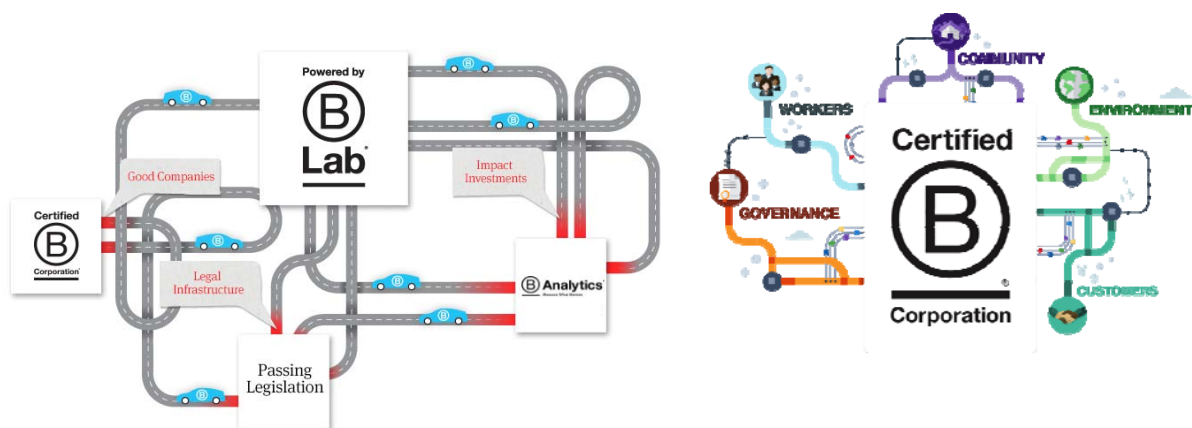 Powered by
B
Lab
Good Companies
Certified
B
Corporation
Legal
Infrastructure
Impact
Investments
B Analytics
Passing
Legislation
B
B
B
B
B
B
COMMUNITY
WORKERS
ENVIRONMENT
GOVERNANCE
CUSTOMERS
Certified
B
®
Corporation